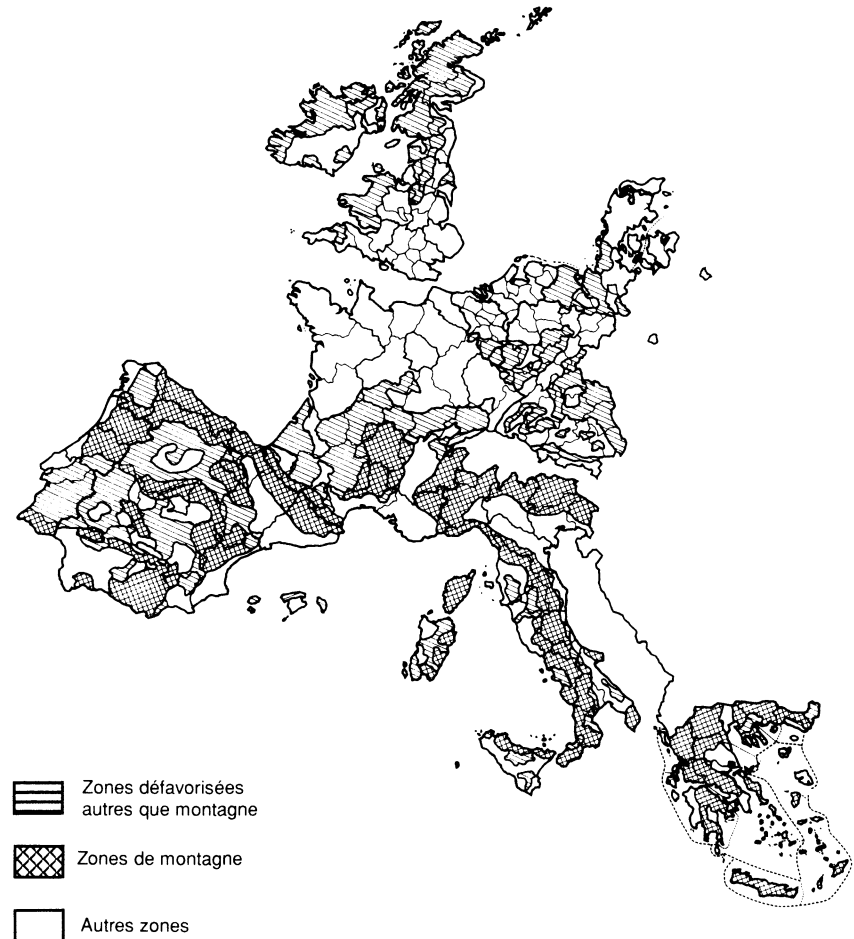 Zones défavorisées
autres que montagne
Zones de montagne
Autres zones